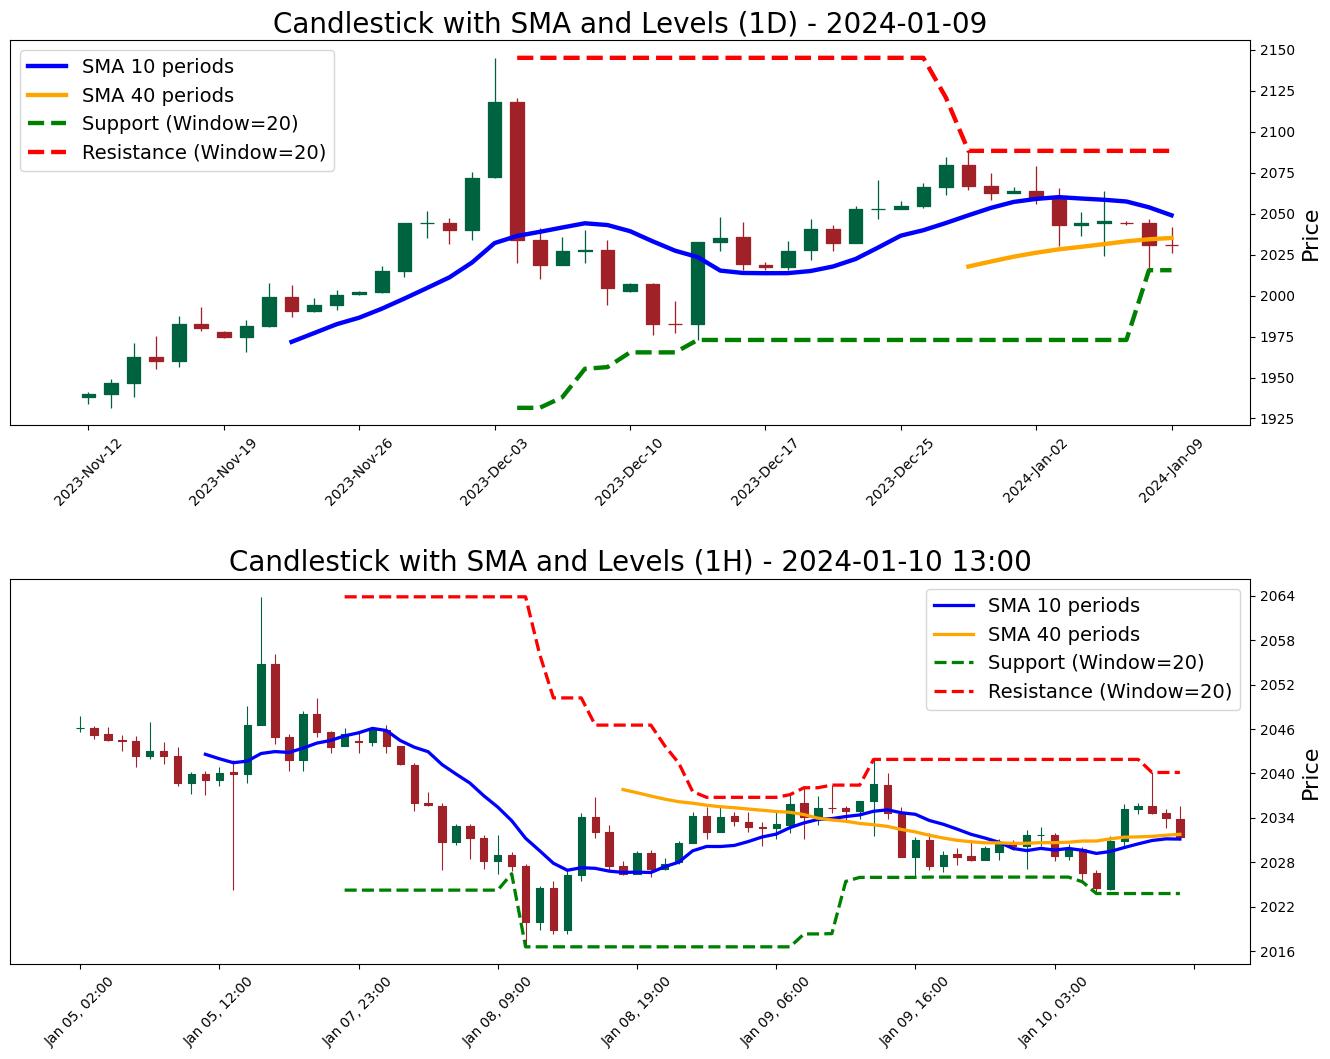 Candlestick with SMA and Levels (1D) - 2024-01-09
SMA 10 periods
SMA 40 periods
Support (Window=20)
Resistance (Window=20)
2150
2125
2100
2075
2050
2025
2000
1975
1950
1925
Price
2023-Nov-12
2023-Nov-19
2023-Nov-26
2023-Dec-03
2023-Dec-10
2023-Dec-17
2023-Dec-25
2024-Jan-02
2024-Jan-09
Candlestick with SMA and Levels (1H) - 2024-01-10 13:00
SMA 10 periods
SMA 40 periods
Support (Window=20)
Resistance (Window=20)
2064
2058
2052
2046
2040
2034
2028
2022
2016
Price
Jan 05, 02:00
Jan 05, 12:00
Jan 07, 23:00
Jan 08, 09:00
Jan 08, 19:00
Jan 09, 06:00
Jan 09, 16:00
Jan 10, 03:00